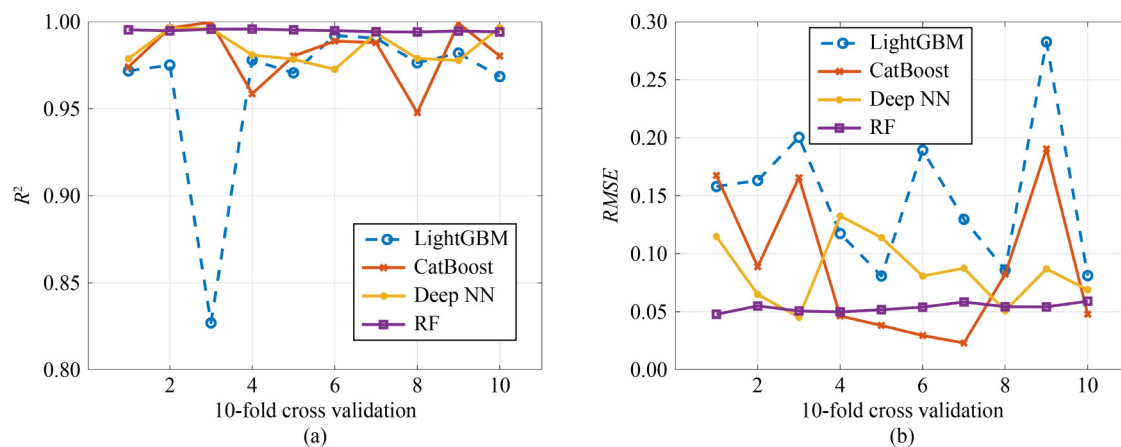 1.00
0.95
0.90
0.85
0.80
R²
LightGBM
CatBoost
Deep NN
RF
2 4 6 8 10
10-fold cross validation
(a)
0.30
0.25
0.20
0.15
0.10
0.05
0.00
RMSE
LightGBM
CatBoost
Deep NN
RF
2 4 6 8 10
10-fold cross validation
(b)